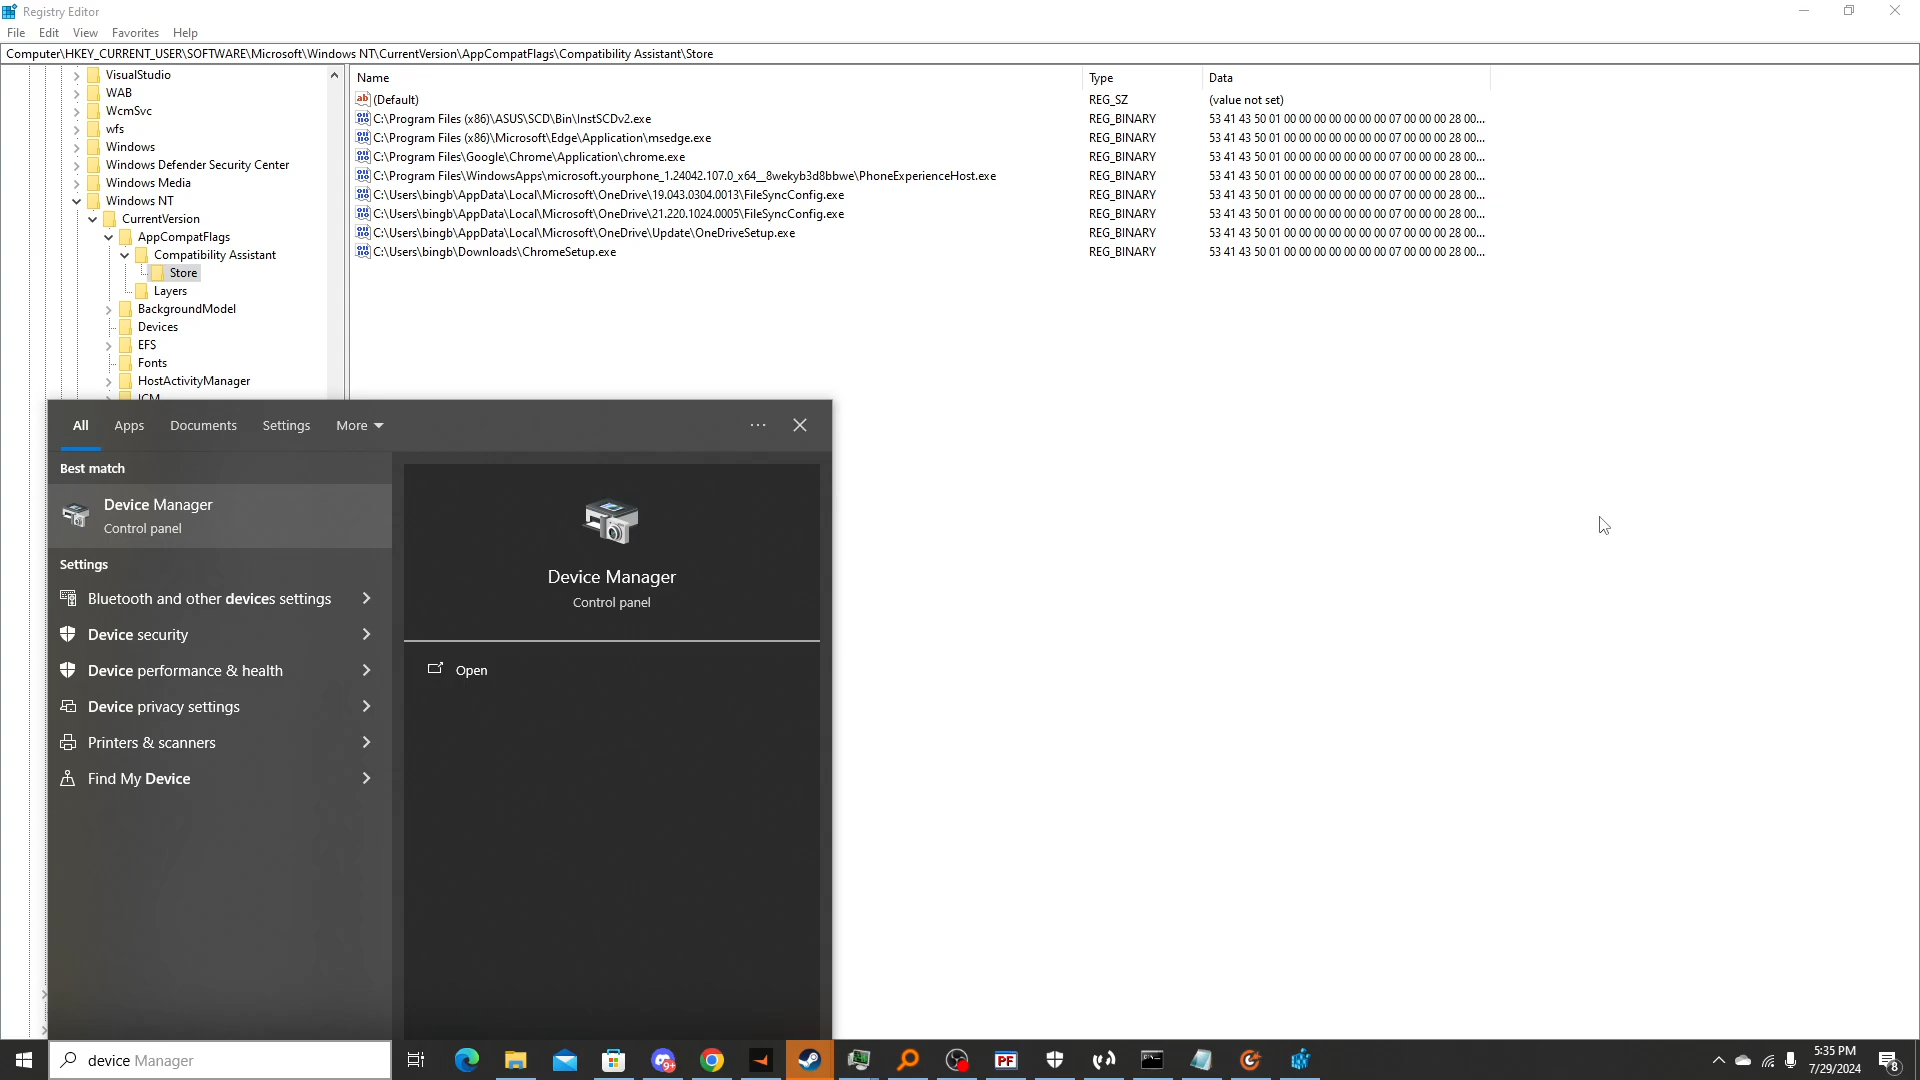 Registry Editor
File Edit View Favorites Help
Computer\HKEY_CURRENT_USER\SOFTWARE\Microsoft\Windows NT\CurrentVersion\AppCompatFlags\Compatibility Assistant\Store
VisualStudio
WAB
WcmSvc
wfs
Windows
Windows Defender Security Center
Windows Media
Windows NT
CurrentVersion
AppCompatFlags
Compatibility Assistant
Store
Layers
BackgroundModel
Devices
EFS
Fonts
HostActivityManager
ICM
Name Type Data
(Default) REG_SZ (value not set)
C:\Program Files (x86)\ASUS\SCD\Bin\InstSCDv2.exe REG_BINARY 53 41 43 50 01 00 00 00 00 00 00 00 07 00 00 00 28 00...
C:\Program Files (x86)\Microsoft\Edge\Application\msedge.exe REG_BINARY 53 41 43 50 01 00 00 00 00 00 00 00 07 00 00 00 28 00...
C:\Program Files\Google\Chrome\Application\chrome.exe REG_BINARY 53 41 43 50 01 00 00 00 00 00 00 00 07 00 00 00 28 00...
C:\Program Files\WindowsApps\microsoft.yourphone_1.24042.107.0_x64__8wekyb3d8bbwe\PhoneExperienceHost.exe REG_BINARY 53 41 43 50 01 00 00 00 00 00 00 00 07 00 00 00 28 00...
C:\Users\bingb\AppData\Local\Microsoft\OneDrive\19.043.0304.0013\FileSyncConfig.exe REG_BINARY 53 41 43 50 01 00 00 00 00 00 00 00 07 00 00 00 28 00...
C:\Users\bingb\AppData\Local\Microsoft\OneDrive\21.220.1024.0005\FileSyncConfig.exe REG_BINARY 53 41 43 50 01 00 00 00 00 00 00 00 07 00 00 00 28 00...
C:\Users\bingb\AppData\Local\Microsoft\OneDrive\Update\OneDriveSetup.exe REG_BINARY 53 41 43 50 01 00 00 00 00 00 00 00 07 00 00 00 28 00...
C:\Users\bingb\Downloads\ChromeSetup.exe REG_BINARY 53 41 43 50 01 00 00 00 00 00 00 00 07 00 00 00 28 00...
All Apps Documents Settings More
Best match
Device Manager
Control panel
Settings
Bluetooth and other devices settings
Device security
Device performance & health
Device privacy settings
Printers & scanners
Find My Device
Device Manager
Control panel
Open
device Manager
9+
PF
5:35 PM
7/29/2024
8